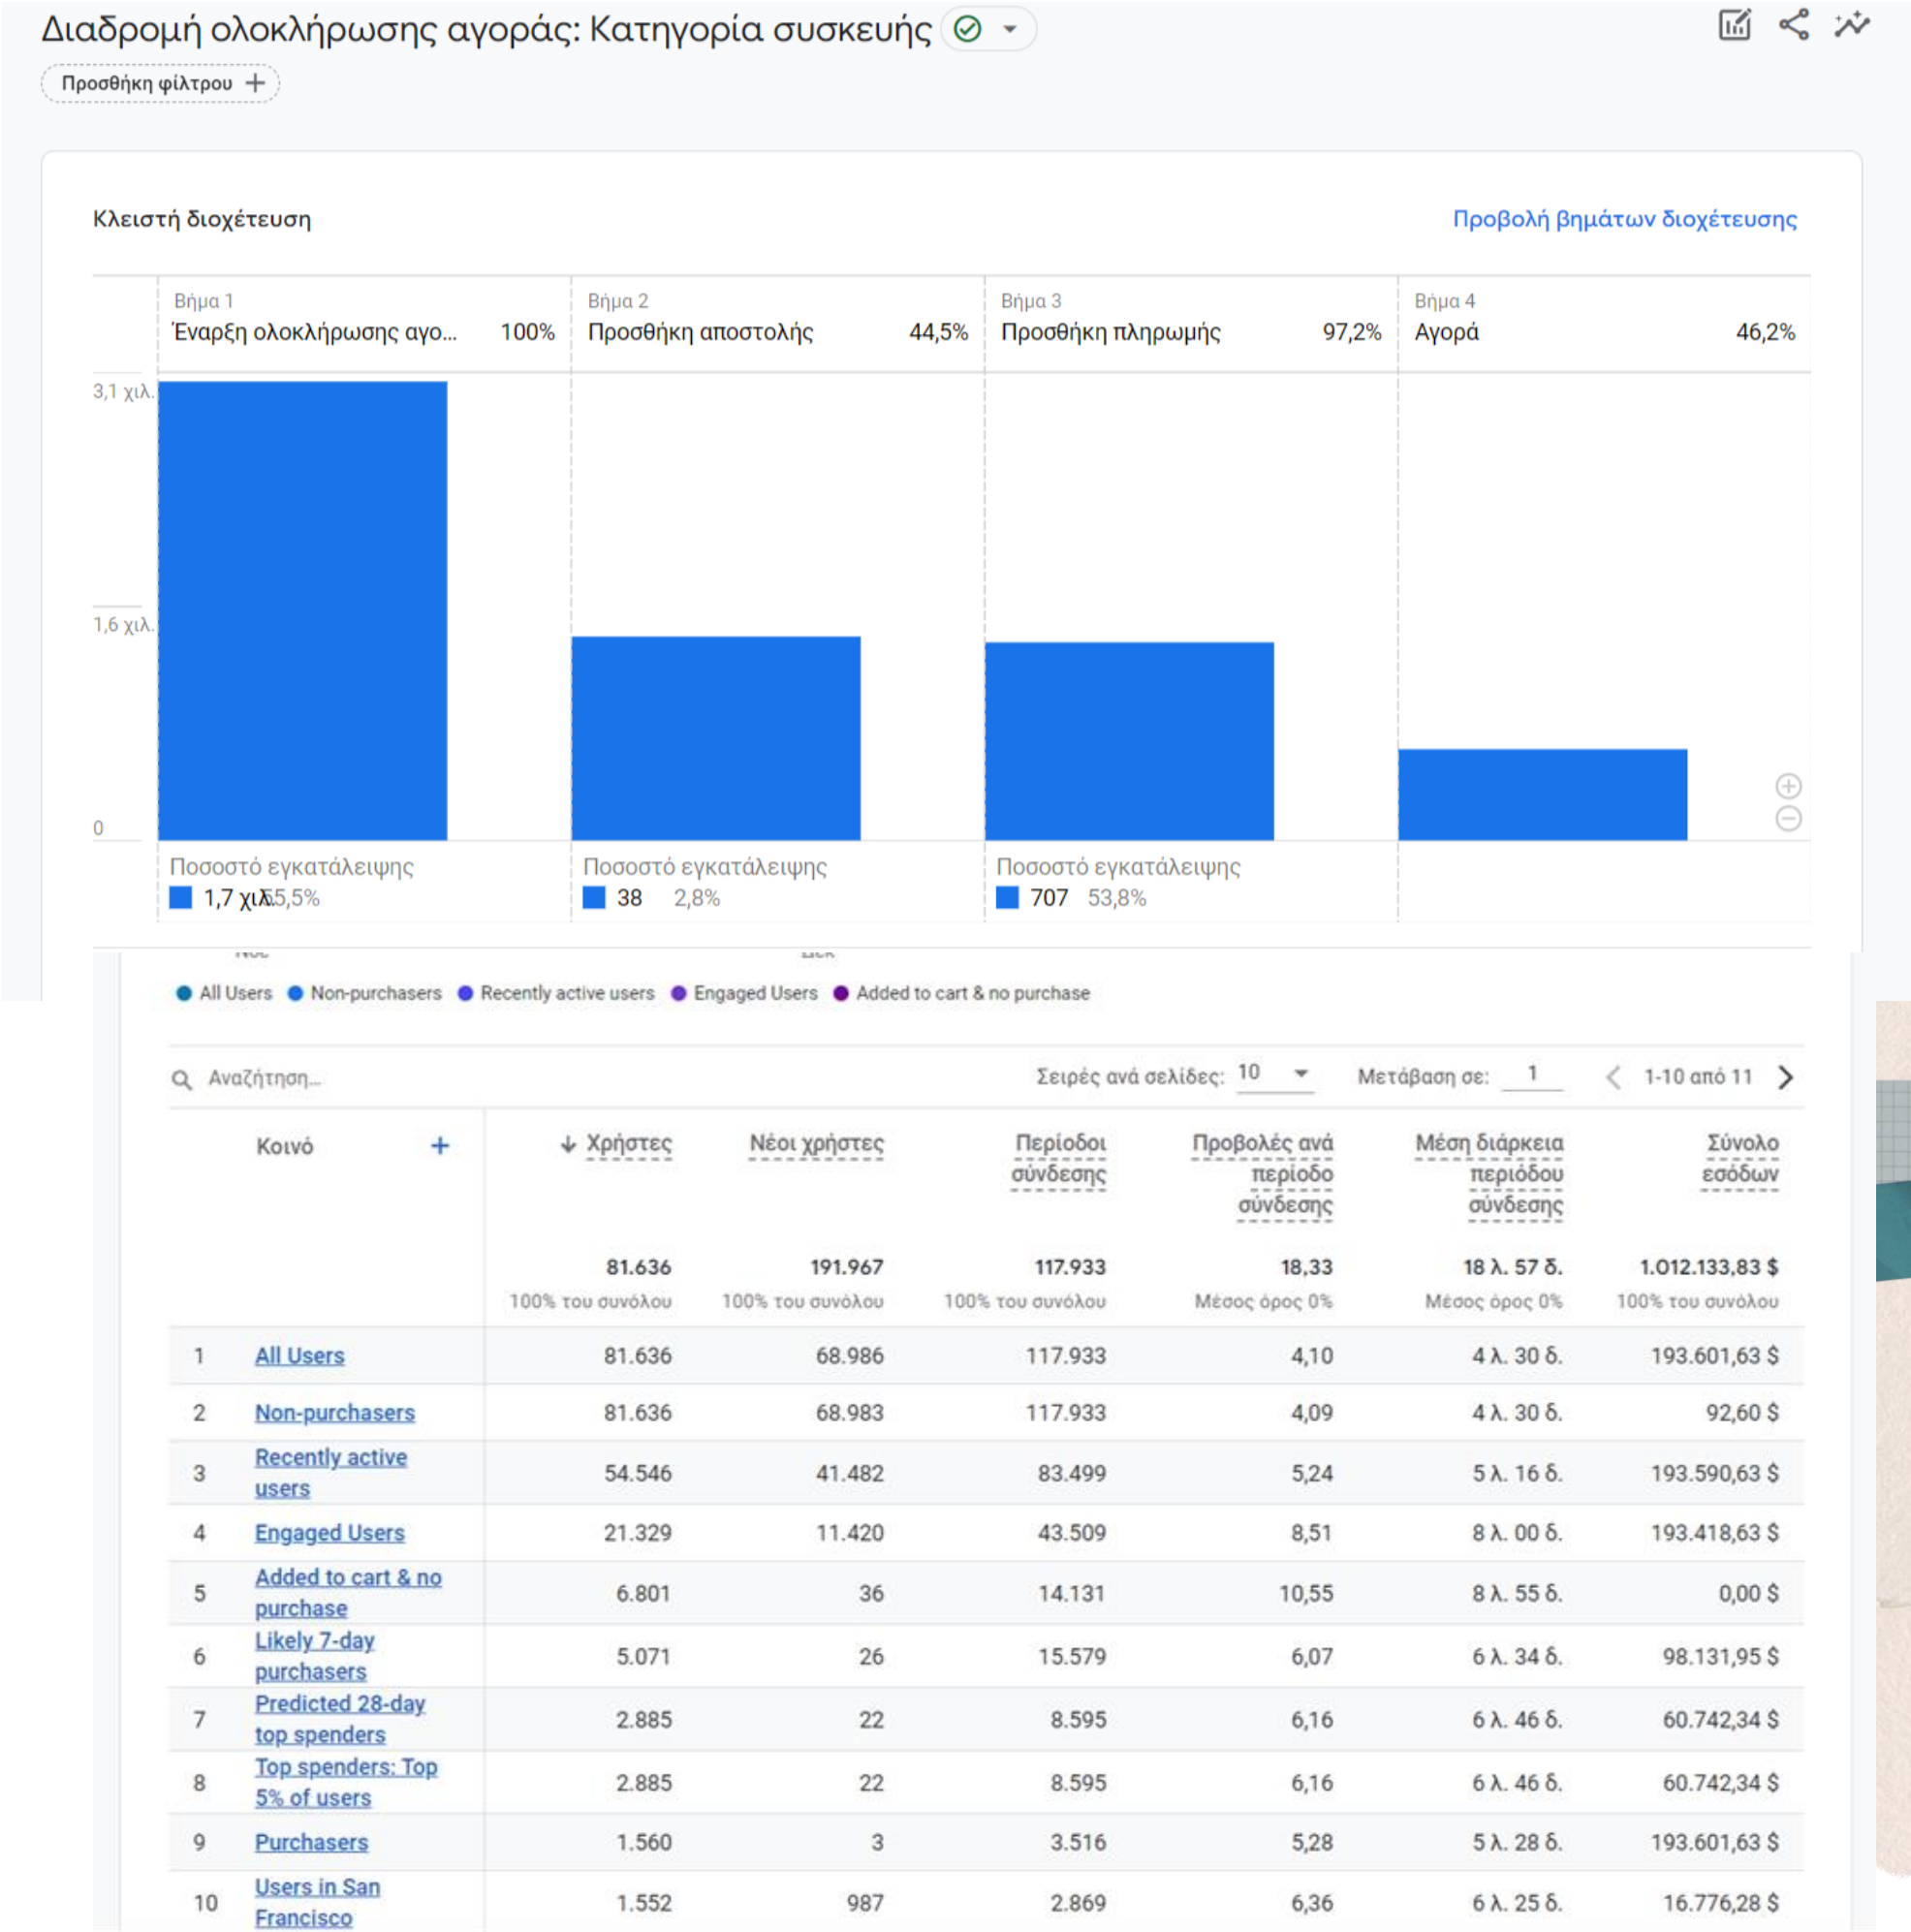 Διαδρομή ολοκλήρωσης αγοράς: Κατηγορία συσκευής
Προσθήκη φίλτρου +
Κλειστή διοχέτευση
Προβολή βημάτων διοχέτευσης
Βήμα 1 Βήμα 2 Βήμα 3 Βήμα 4
Έναρξη ολοκλήρωσης αγο... 100% Προσθήκη αποστολής 44,5% Προσθήκη πληρωμής 97,2% Αγορά 46,2%
3,1 χιλ.
1,6 χιλ.
0
Ποσοστό εγκατάλειψης Ποσοστό εγκατάλειψης Ποσοστό εγκατάλειψης
1,7 χιλ. 55,5% 38 2,8% 707 53,8%
All Users Non-purchasers Recently active users Engaged Users Added to cart & no purchase
Αναζήτηση... Σειρές ανά σελίδες: 10 Μετάβαση σε: 1 1-10 από 11
Κοινό + Χρήστες Νέοι χρήστες Περίοδοι Προβολές ανά Μέση διάρκεια Σύνολο
σύνδεσης περίοδο περιόδου εσόδων
σύνδεσης σύνδεσης
81.636 191.967 117.933 18,33 18 λ. 57 δ. 1.012.133,83 $
100% του συνόλου 100% του συνόλου 100% του συνόλου Μέσος όρος 0% Μέσος όρος 0% 100% του συνόλου
1 All Users 81.636 68.986 117.933 4,10 4 λ. 30 δ. 193.601,63 $
2 Non-purchasers 81.636 68.983 117.933 4,09 4 λ. 30 δ. 92,60 $
3 Recently active
users 54.546 41.482 83.499 5,24 5 λ. 16 δ. 193.590,63 $
4 Engaged Users 21.329 11.420 43.509 8,51 8 λ. 00 δ. 193.418,63 $
5 Added to cart & no
purchase 6.801 36 14.131 10,55 8 λ. 55 δ. 0,00 $
6 Likely 7-day
purchasers 5.071 26 15.579 6,07 6 λ. 34 δ. 98.131,95 $
7 Predicted 28-day
top spenders 2.885 22 8.595 6,16 6 λ. 46 δ. 60.742,34 $
8 Top spenders: Top
5% of users 2.885 22 8.595 6,16 6 λ. 46 δ. 60.742,34 $
9 Purchasers 1.560 3 3.516 5,28 5 λ. 28 δ. 193.601,63 $
10 Users in San
Francisco 1.552 987 2.869 6,36 6 λ. 25 δ. 16.776,28 $